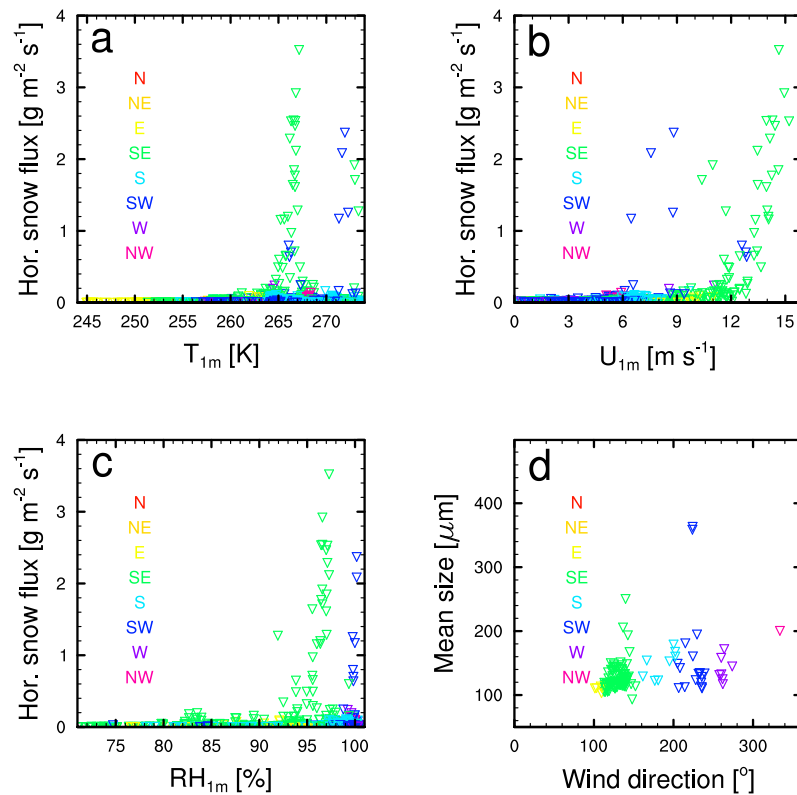 a
Hor. snow flux [g m⁻² s⁻¹]
4
3
2
1
0
N
NE
E
SE
S
SW
W
NW
245 250 255 260 265 270
T₁ₘ [K]
b
Hor. snow flux [g m⁻² s⁻¹]
4
3
2
1
0
N
NE
E
SE
S
SW
W
NW
0 3 6 9 12 15
U₁ₘ [m s⁻¹]
c
Hor. snow flux [g m⁻² s⁻¹]
4
3
2
1
0
N
NE
E
SE
S
SW
W
NW
75 80 85 90 95 100
RH₁ₘ [%]
d
Mean size [μm]
400
300
200
100
N
NE
E
SE
S
SW
W
NW
0 100 200 300
Wind direction [°]